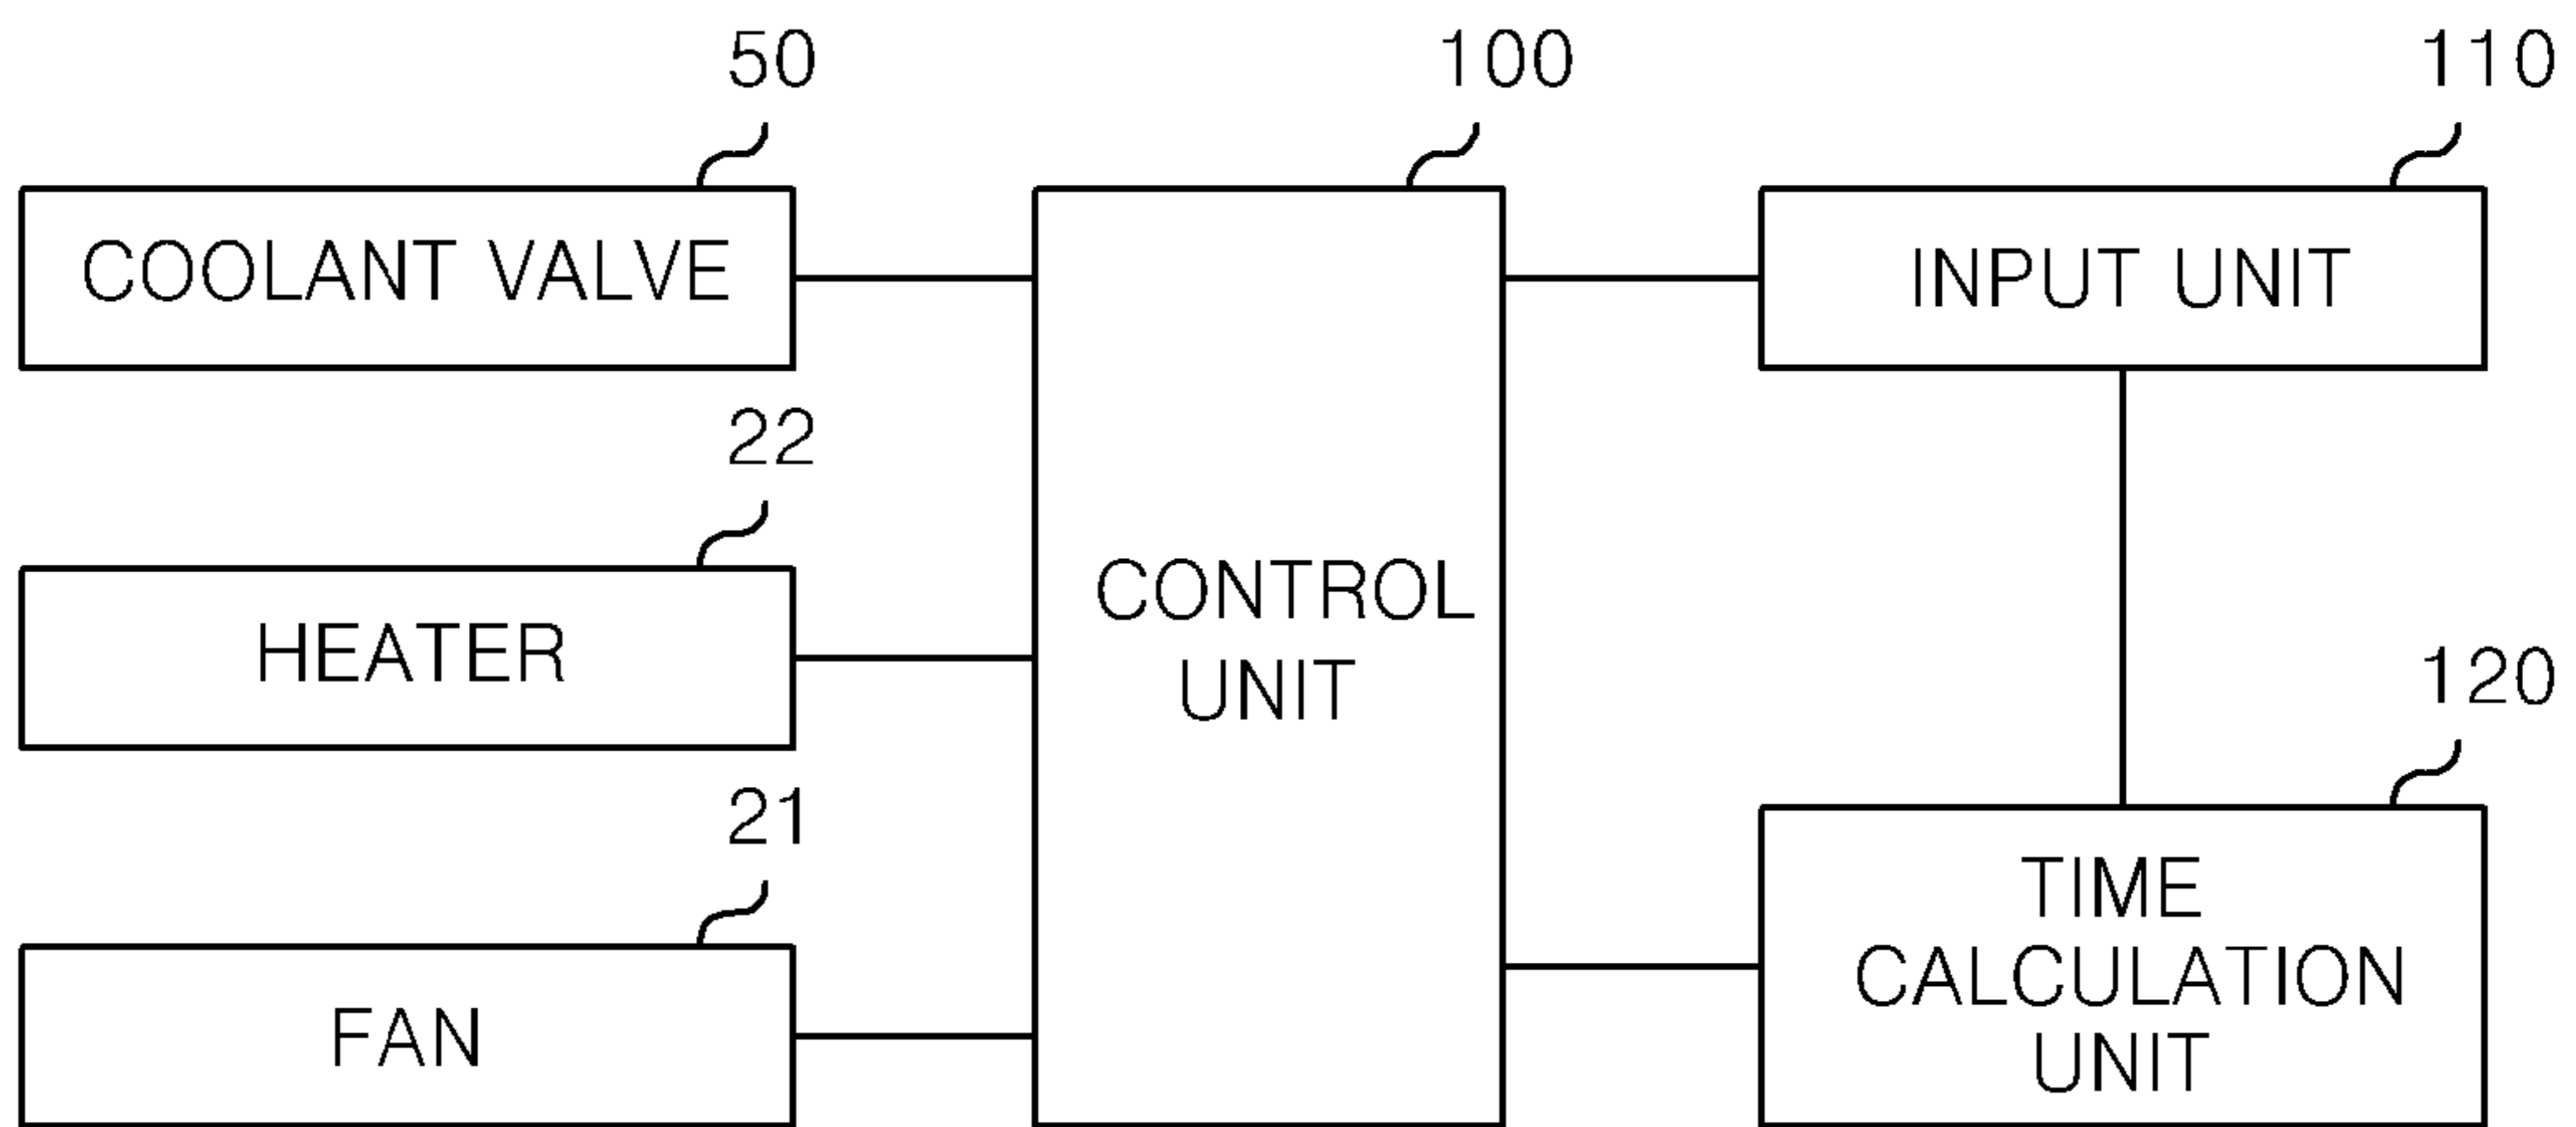 50
100
110
COOLANT VALVE
INPUT UNIT
22
HEATER
CONTROL
UNIT
21
FAN
120
TIME
CALCULATION
UNIT